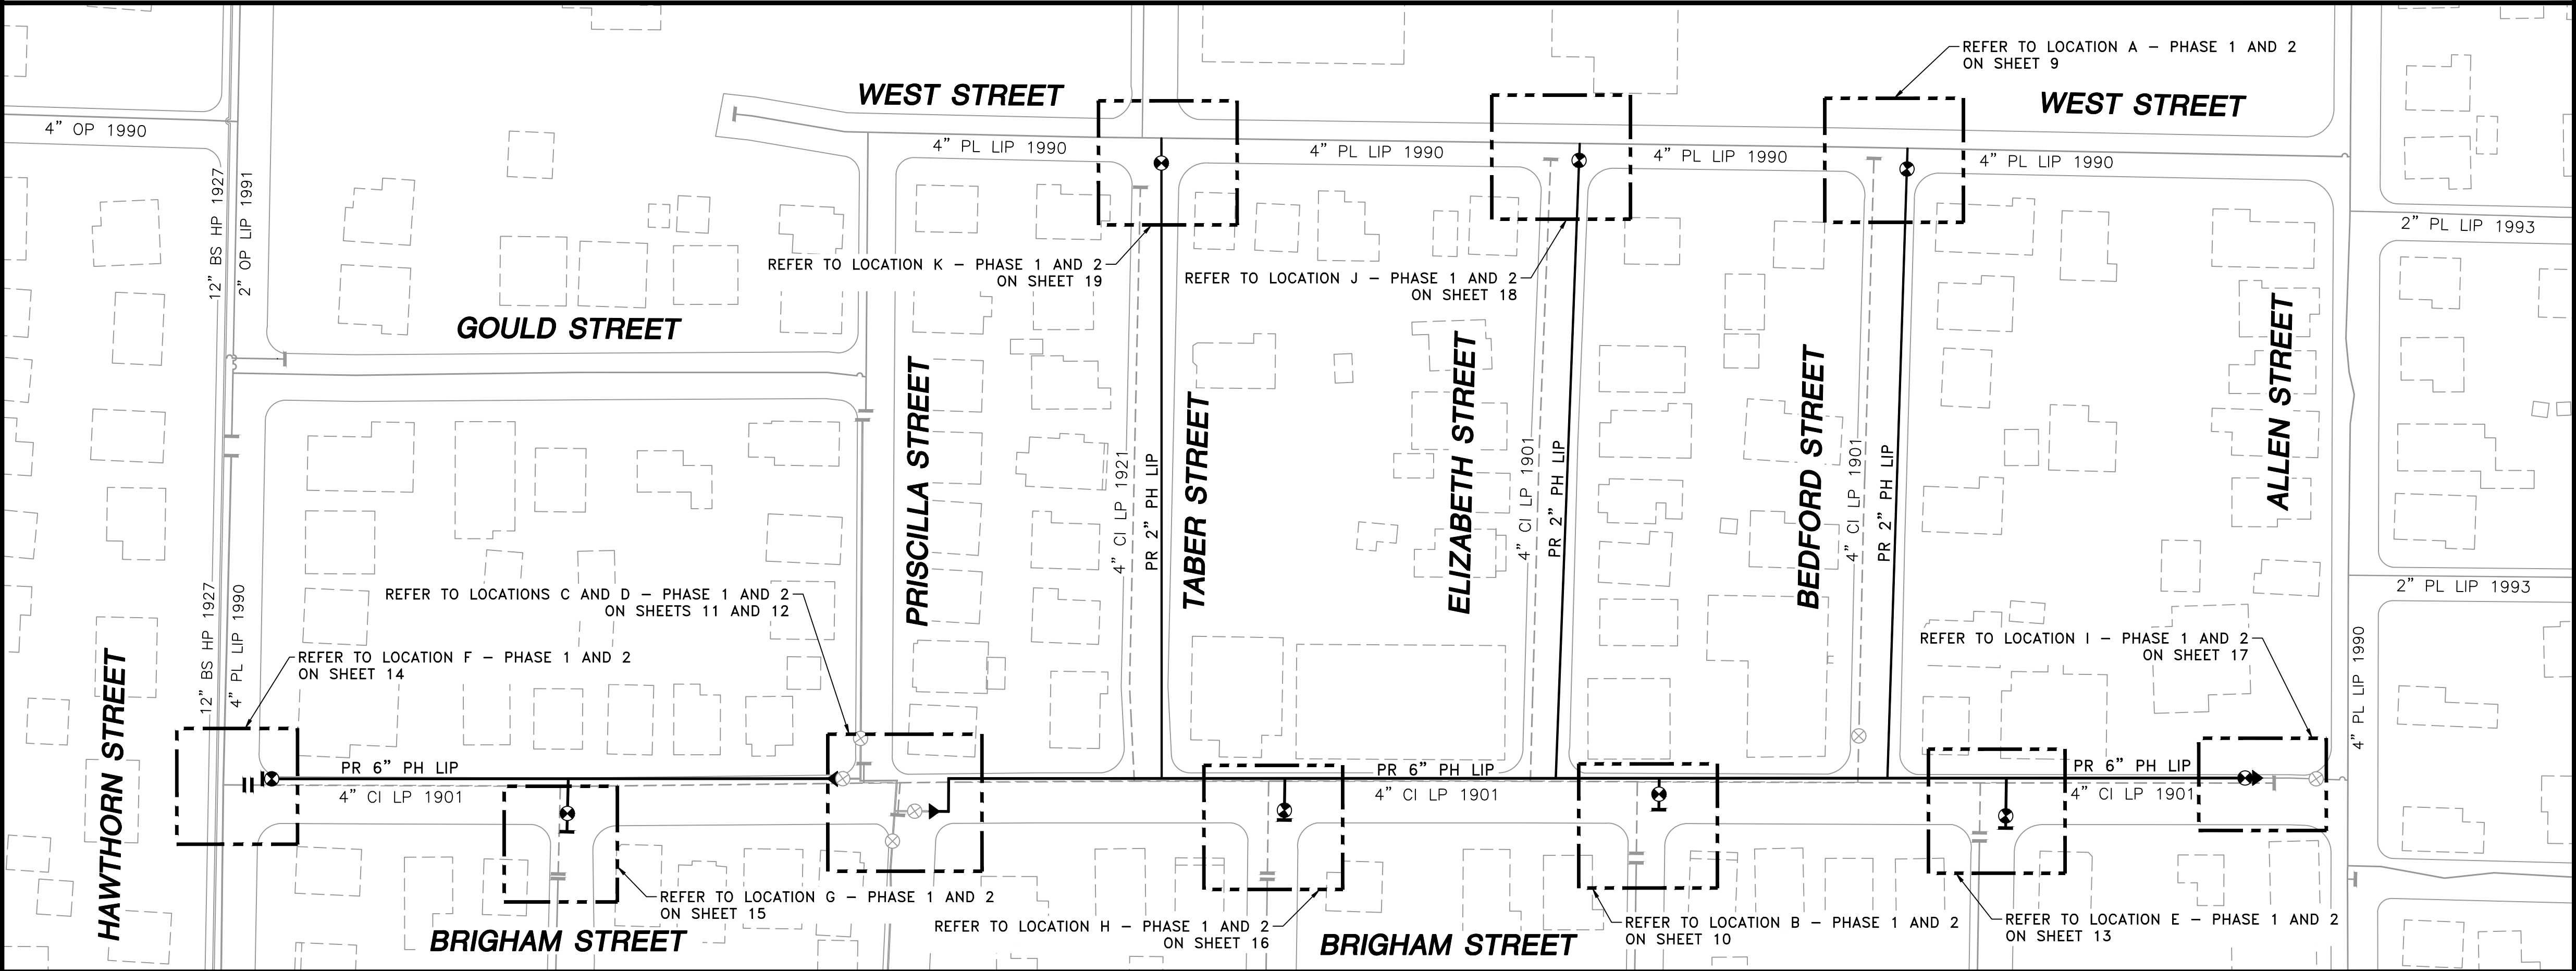 REFER TO LOCATION A – PHASE 1 AND 2
ON SHEET 9
WEST STREET
WEST STREET
4" OP 1990
4" PL LIP 1990
4" PL LIP 1990
4" PL LIP 1990
4" PL LIP 1990
12" BS HP 1927
2" OP LIP 1991
2" PL LIP 1993
REFER TO LOCATION K – PHASE 1 AND 2
ON SHEET 19
REFER TO LOCATION J – PHASE 1 AND 2
ON SHEET 18
GOULD STREET
PRISCILLA STREET
4" CI LP 1921
PR 2" PH LIP
TABER STREET
ELIZABETH STREET
4" CI LP 1901
PR 2" PH LIP
BEDFORD STREET
4" CI LP 1901
PR 2" PH LIP
ALLEN STREET
2" PL LIP 1993
REFER TO LOCATIONS C AND D – PHASE 1 AND 2
ON SHEETS 11 AND 12
12" BS HP 1927
4" PL LIP 1990
REFER TO LOCATION F – PHASE 1 AND 2
ON SHEET 14
REFER TO LOCATION I – PHASE 1 AND 2
ON SHEET 17
4" PL LIP 1990
HAWTHORN STREET
PR 6" PH LIP
4" CI LP 1901
PR 6" PH LIP
4" CI LP 1901
PR 6" PH LIP
4" CI LP 1901
REFER TO LOCATION G – PHASE 1 AND 2
ON SHEET 15
REFER TO LOCATION H – PHASE 1 AND 2
ON SHEET 16
REFER TO LOCATION B – PHASE 1 AND 2
ON SHEET 10
REFER TO LOCATION E – PHASE 1 AND 2
ON SHEET 13
BRIGHAM STREET
BRIGHAM STREET